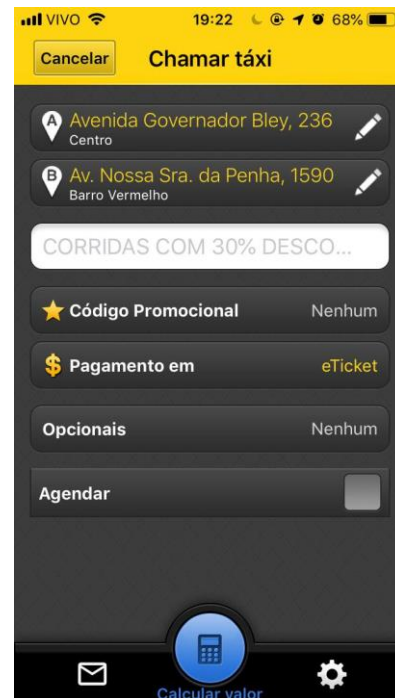 VIVO 19:22 68%
Cancelar Chamar táxi
A Avenida Governador Bley, 236
Centro
B Av. Nossa Sra. da Penha, 1590
Barro Vermelho
CORRIDAS COM 30% DESCO...
Código Promocional Nenhum
$ Pagamento em eTicket
Opcionais Nenhum
Agendar
Calcular valor